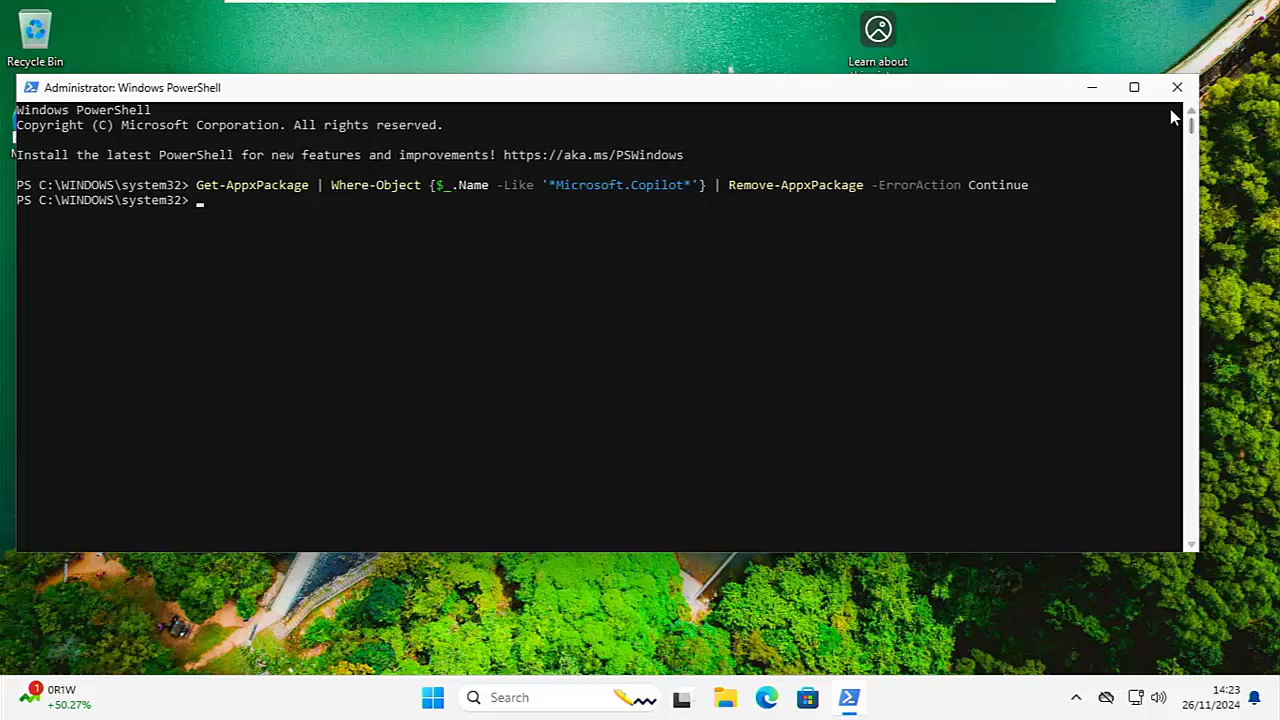 Recycle Bin
Learn about
Administrator: Windows PowerShell
Windows PowerShell
Copyright (C) Microsoft Corporation. All rights reserved.
Install the latest PowerShell for new features and improvements! https://aka.ms/PSWindows
PS C:\WINDOWS\system32> Get-AppxPackage | Where-Object {$_.Name -Like '*Microsoft.Copilot*'} | Remove-AppxPackage -ErrorAction Continue
PS C:\WINDOWS\system32>
1
0R1W
+50.27%
Search
14:23
26/11/2024